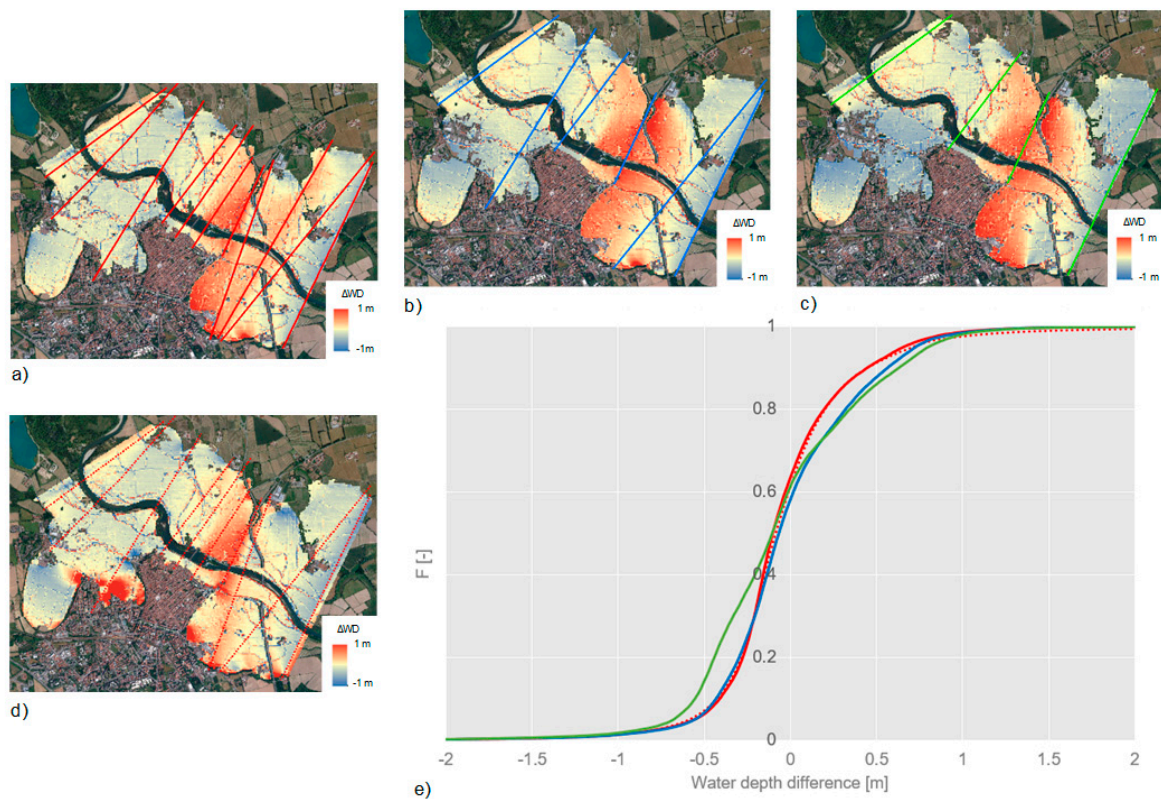 ΔWD
1 m
-1m
a)
ΔWD
1 m
-1 m
b)
ΔWD
1 m
-1 m
c)
ΔWD
1 m
-1 m
d)
1
0.8
0.6
0.4
0.2
0
F [-]
-2 -1.5 -1 -0.5 0 0.5 1 1.5 2
Water depth difference [m]
e)